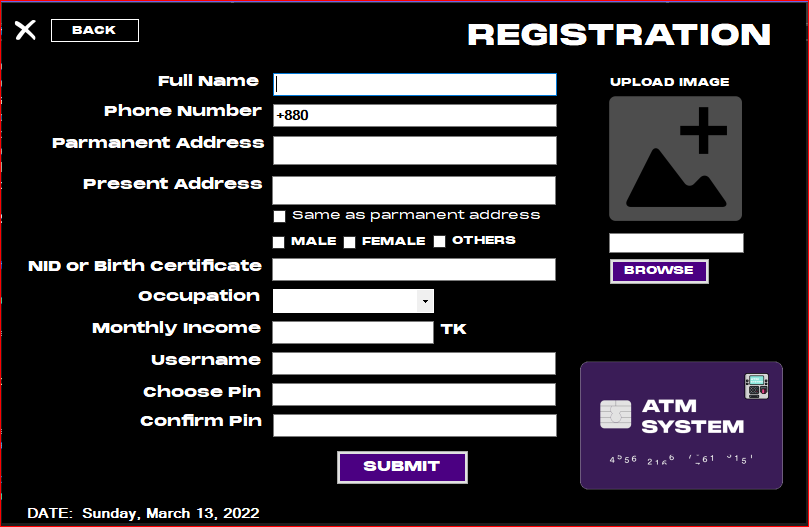 BACK
REGISTRATION
Full Name
UPLOAD IMAGE
Phone Number +880
Parmanent Address
Present Address
Same as parmanent address
MALE FEMALE OTHERS
NID or Birth Certificate
BROWSE
Occupation
Monthly Income TK
Username
Choose Pin
Confirm Pin
ATM
SYSTEM
4556
SUBMIT
DATE: Sunday, March 13, 2022